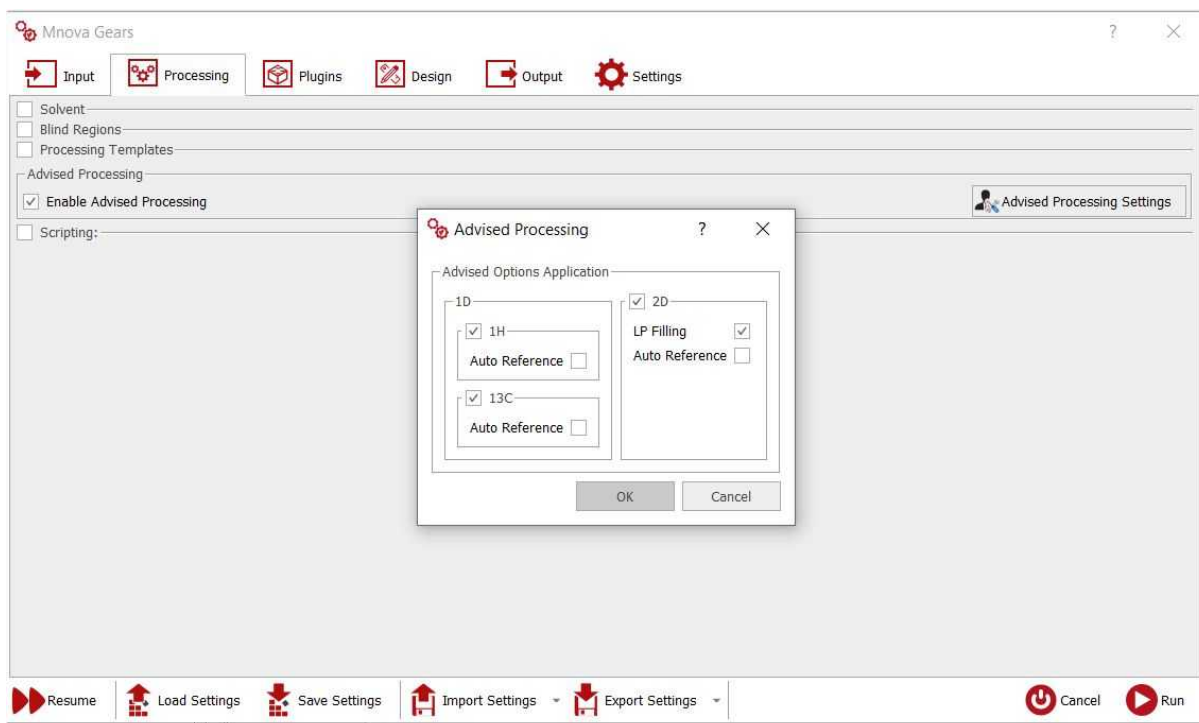 Mnova Gears ?
Input Processing Plugins Design Output Settings
Solvent
Blind Regions
Processing Templates
Advised Processing
Enable Advised Processing Advised Processing Settings
Scripting:
Advised Processing ?
Advised Options Application
1D 2D
1H LP Filling
Auto Reference Auto Reference
13C
Auto Reference
OK Cancel
Resume Load Settings Save Settings Import Settings Export Settings Cancel Run